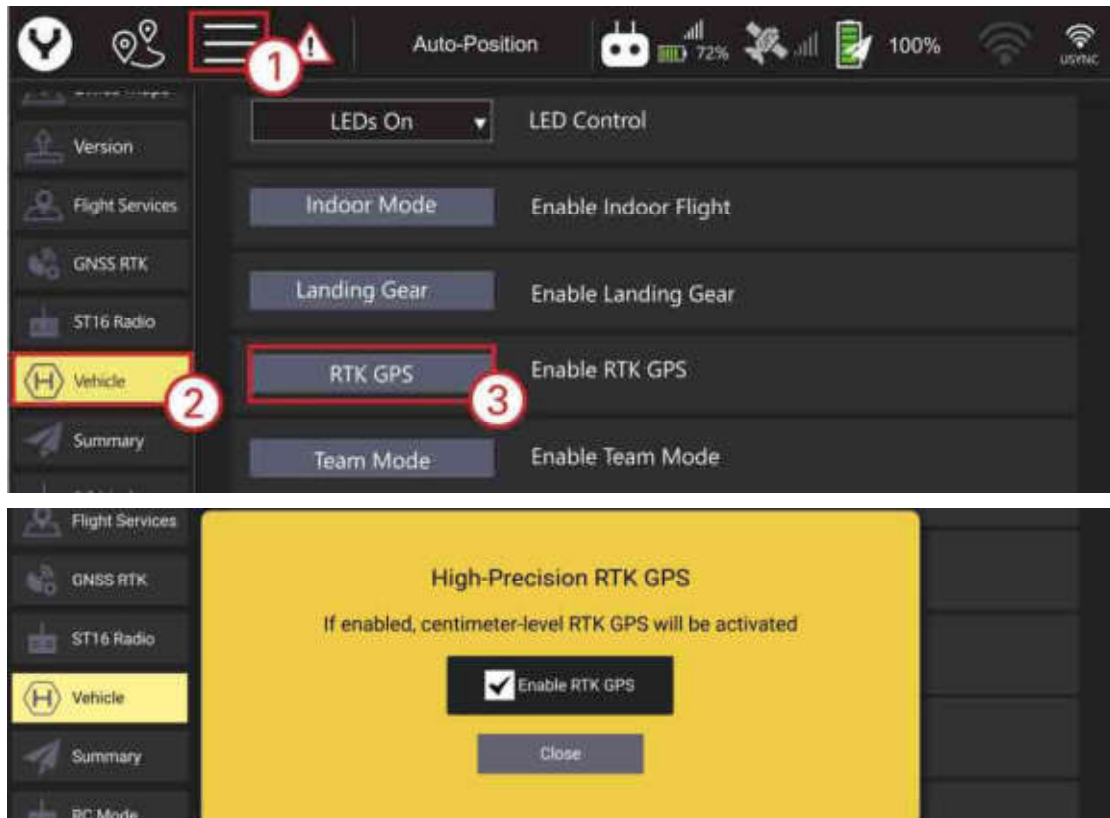 Auto-Position
72%
100%
USYNC
1
LEDs On
LED Control
Version
Flight Services
Indoor Mode
Enable Indoor Flight
GNSS RTK
Landing Gear
Enable Landing Gear
ST16 Radio
Vehicle
2
RTK GPS
3
Enable RTK GPS
Summary
Team Mode
Enable Team Mode
Flight Services
GNSS RTK
ST16 Radio
Vehicle
Summary
RC Mode
High-Precision RTK GPS
If enabled, centimeter-level RTK GPS will be activated
Enable RTK GPS
Close